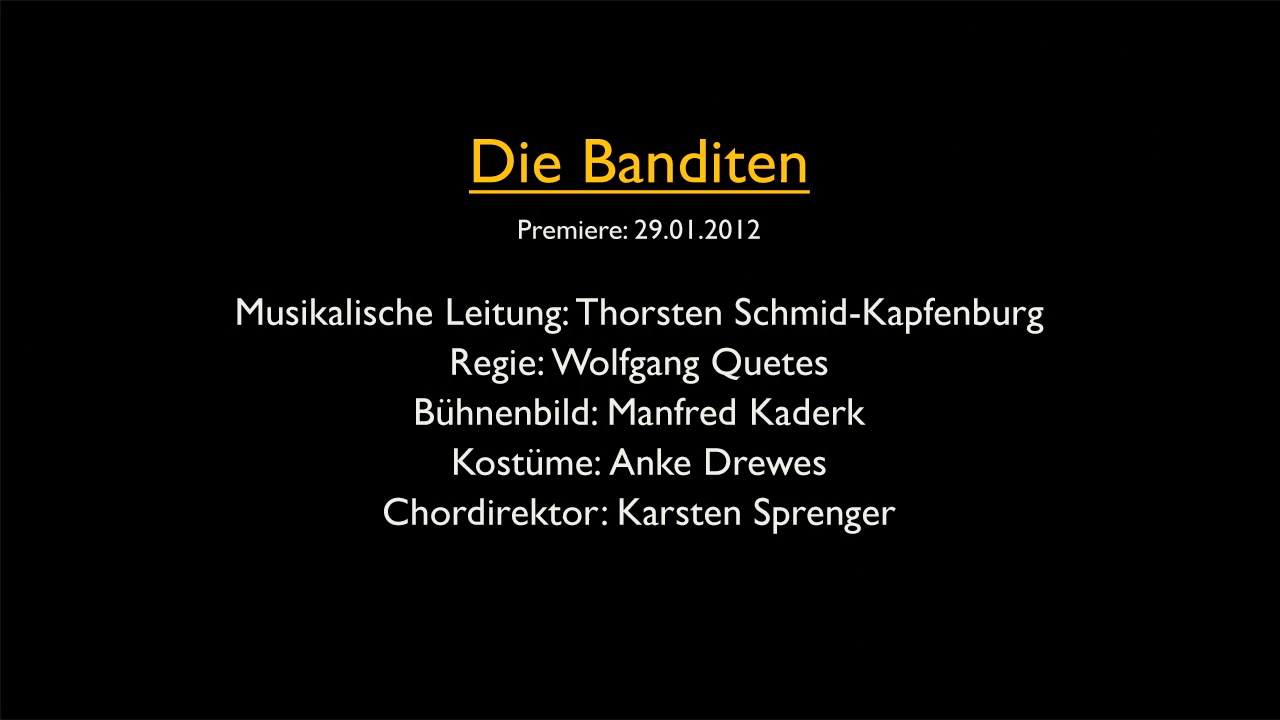 Die Banditen
Premiere: 29.01.2012
Musikalische Leitung: Thorsten Schmid-Kapfenburg
Regie: Wolfgang Quetes
Bühnenbild: Manfred Kaderk
Kostüme: Anke Drewes
Chordirektor: Karsten Sprenger